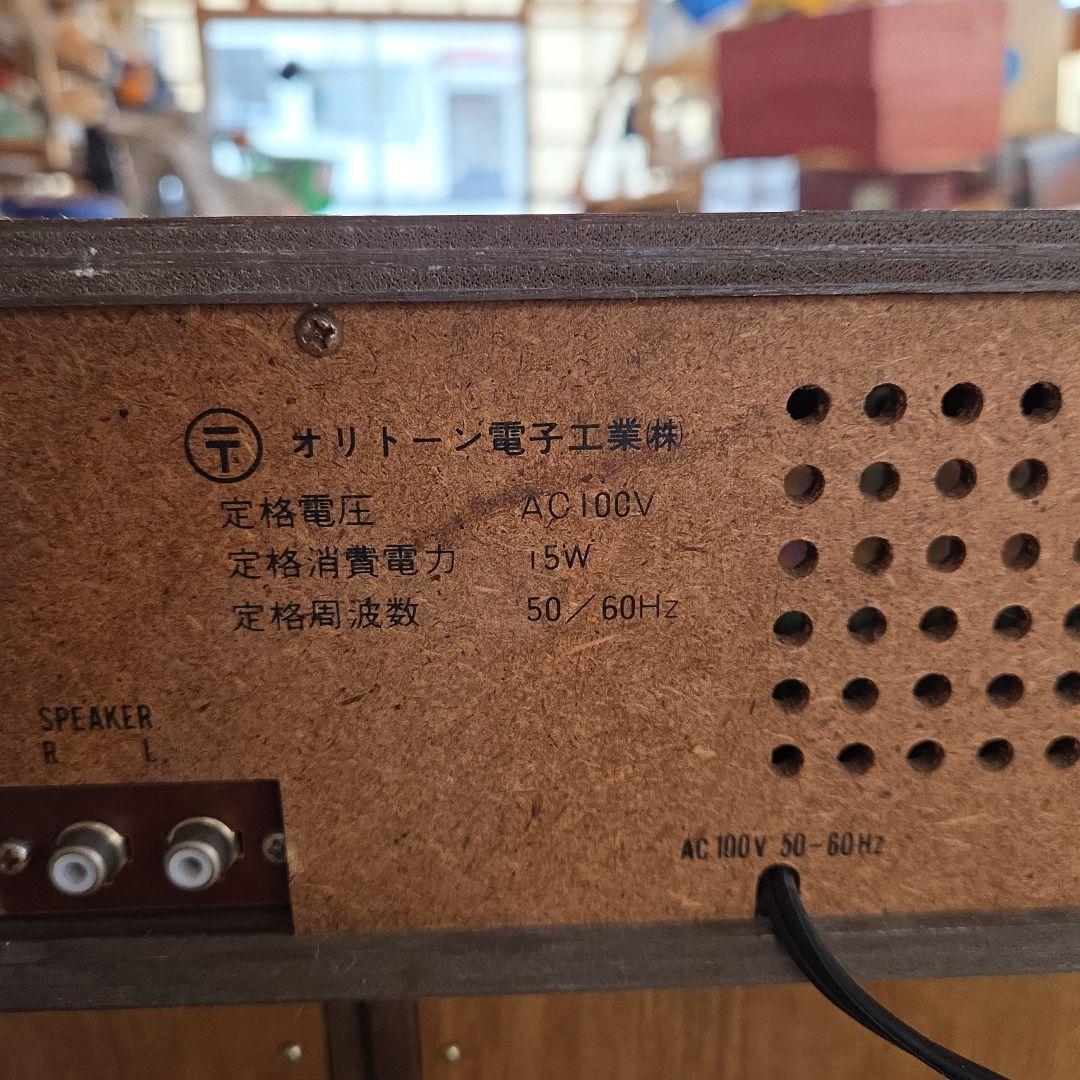 〒 オリトーン電子工業㈱
定格電圧 AC100V
定格消費電力 15W
定格周波数 50/60Hz
SPEAKER
R L.
AC 100V 50-60Hz